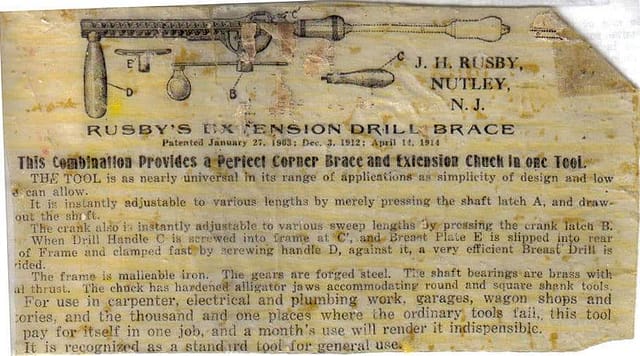 C
E
D
B
J. H. RUSBY,
NUTLEY,
N. J.
RUSBY'S EXTENSION DRILL BRACE
Patented January 27, 1903; Dec. 3, 1912; April 14, 1914
This Combination Provides a Perfect Corner Brace and Extension Chuck in one Tool.
THE TOOL is as nearly universal in its range of applications as simplicity of design and low
e can allow.
It is instantly adjustable to various lengths by merely pressing the shaft latch A, and draw-
out the shaft.
The crank also is instantly adjustable to various sweep lengths by pressing the crank latch B.
When Drill Handle C is screwed into frame at C', and Breast Plate E is slipped into rear
of Frame and clamped fast by screwing handle D, against it, a very efficient Breast Drill is
rided.
The frame is malleable iron. The gears are forged steel. The shaft bearings are brass with
al thrust. The chuck has hardened alligator jaws accommodating round and square shank tools.
For use in carpenter, electrical and plumbing work, garages, wagon shops and
tories, and the thousand and one places where the ordinary tools fail, this tool
pay for itself in one job, and a month's use will render it indispensible.
It is recognized as a standard tool for general use.